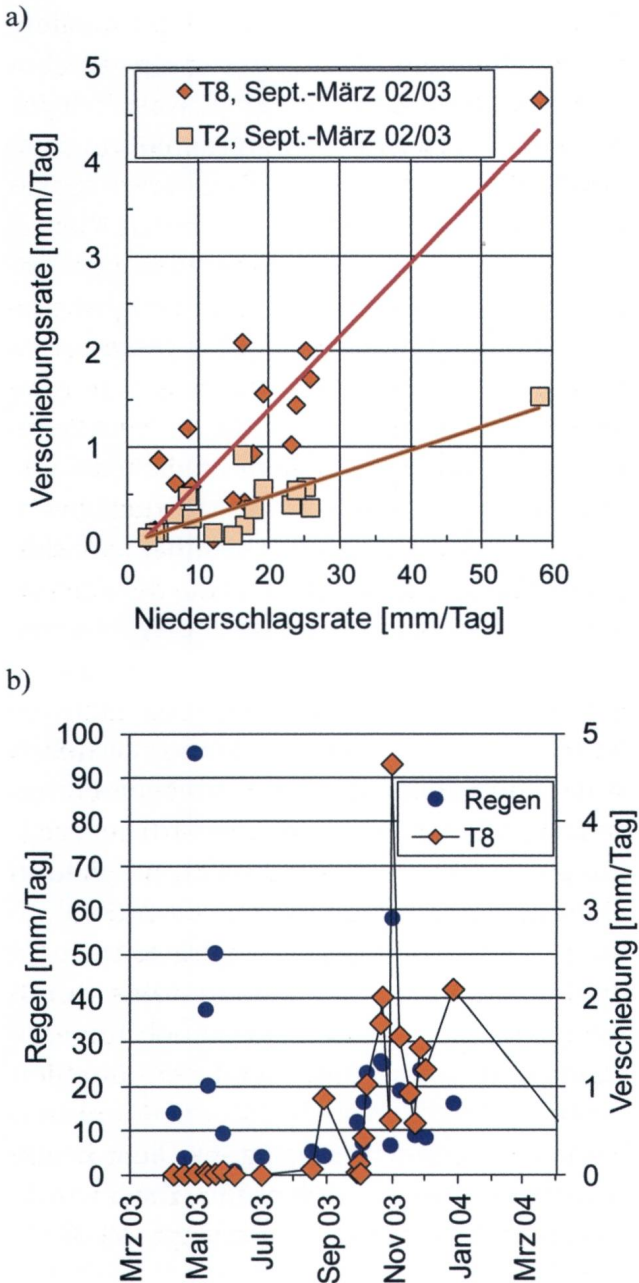 a)
5
4
3
2
1
0
Verschiebungsrate [mm/Tag]
T8, Sept.-März 02/03
T2, Sept.-März 02/03
0 10 20 30 40 50 60
Niederschlagsrate [mm/Tag]
b)
100
90
80
70
60
50
40
30
20
10
0
Regen [mm/Tag]
Regen
T8
5
4
3
2
1
0
Verschiebung [mm/Tag]
Mrz 03 Mai 03 Jul 03 Sep 03 Nov 03 Jan 04 Mrz 04